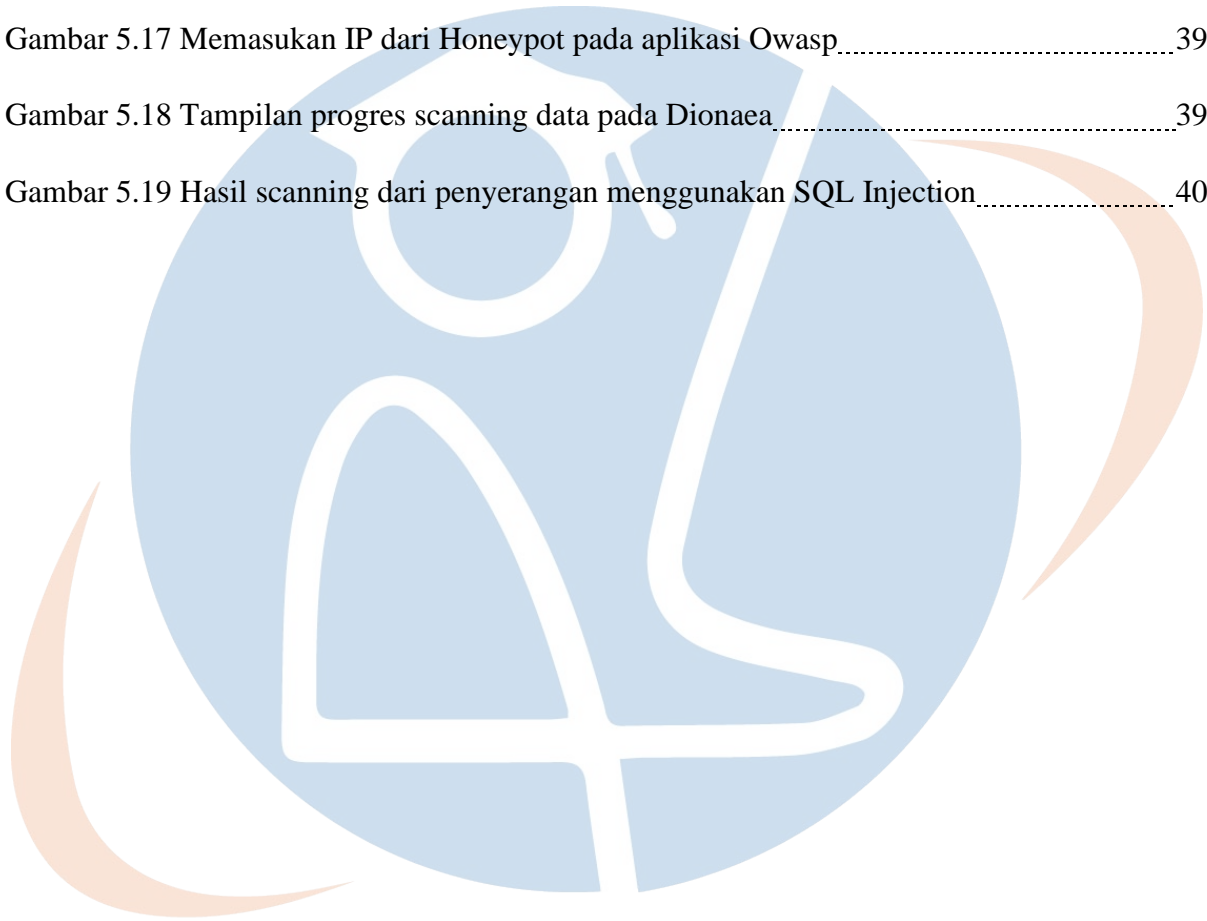 Gambar 5.17 Memasukan IP dari Honeypot pada aplikasi Owasp 39
Gambar 5.18 Tampilan progres scanning data pada Dionaea 39
Gambar 5.19 Hasil scanning dari penyerangan menggunakan SQL Injection 40